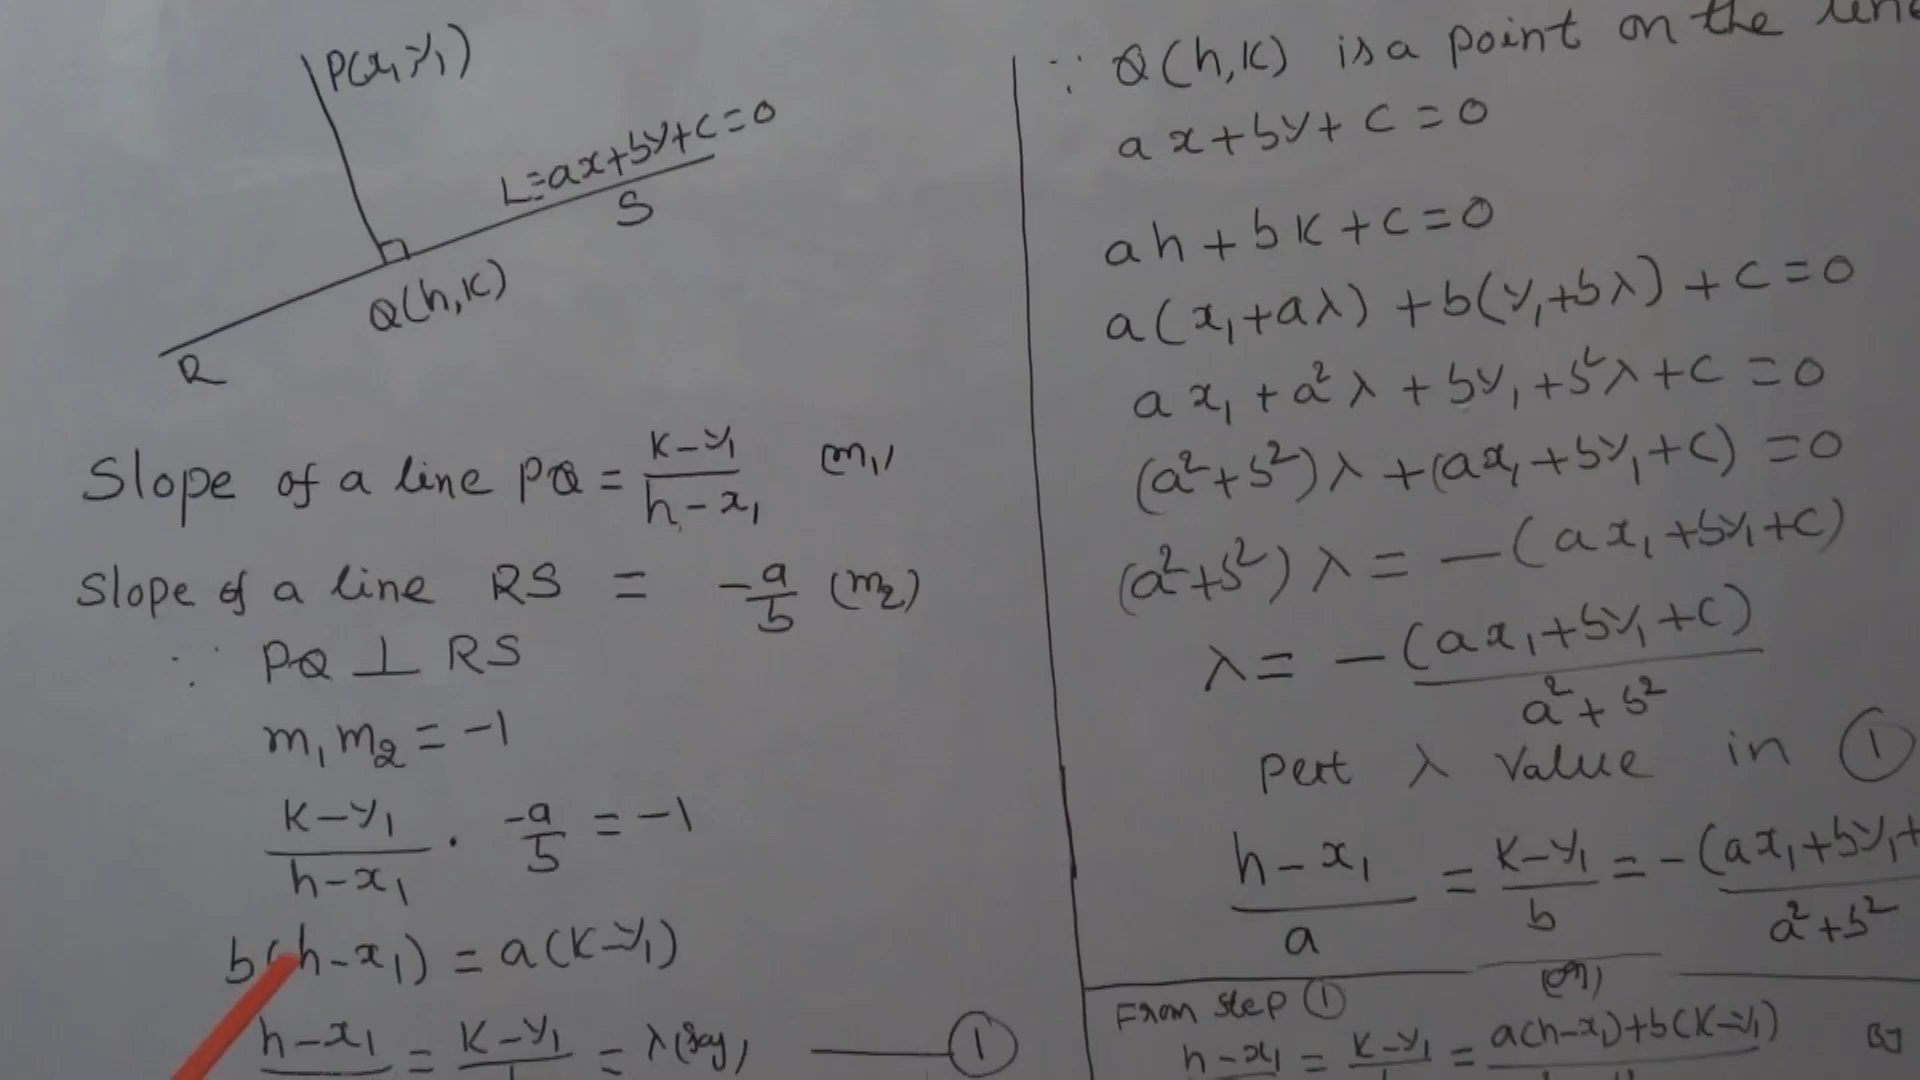 P(x₁, y₁)
L≡ax+by+c=0
S
Q(h,k)
R
Slope of a line PQ = (k-y₁)/(h-x₁) (m₁)
Slope of a line RS = -a/b (m₂)
∵ PQ ⊥ RS
m₁m₂ = -1
(k-y₁)/(h-x₁) · -a/b = -1
b(h-x₁) = a(k-y₁)
h-x₁ = k-y₁ = λ(say) — ①
∵ Q(h,k) is a point on the line
ax+by+c=0
ah+bk+c=0
a(x₁+aλ)+b(y₁+bλ)+c=0
ax₁+a²λ+by₁+b²λ+c=0
(a²+b²)λ+(ax₁+by₁+c)=0
(a²+b²)λ=-(ax₁+by₁+c)
λ= -(ax₁+by₁+c)/(a²+b²)
put λ value in ①
(h-x₁)/a = (k-y₁)/b = -(ax₁+by₁+ / a²+b²
(or)
From step ①
h-x₁ = k-y₁ = a(h-x₁)+b(k-y₁)